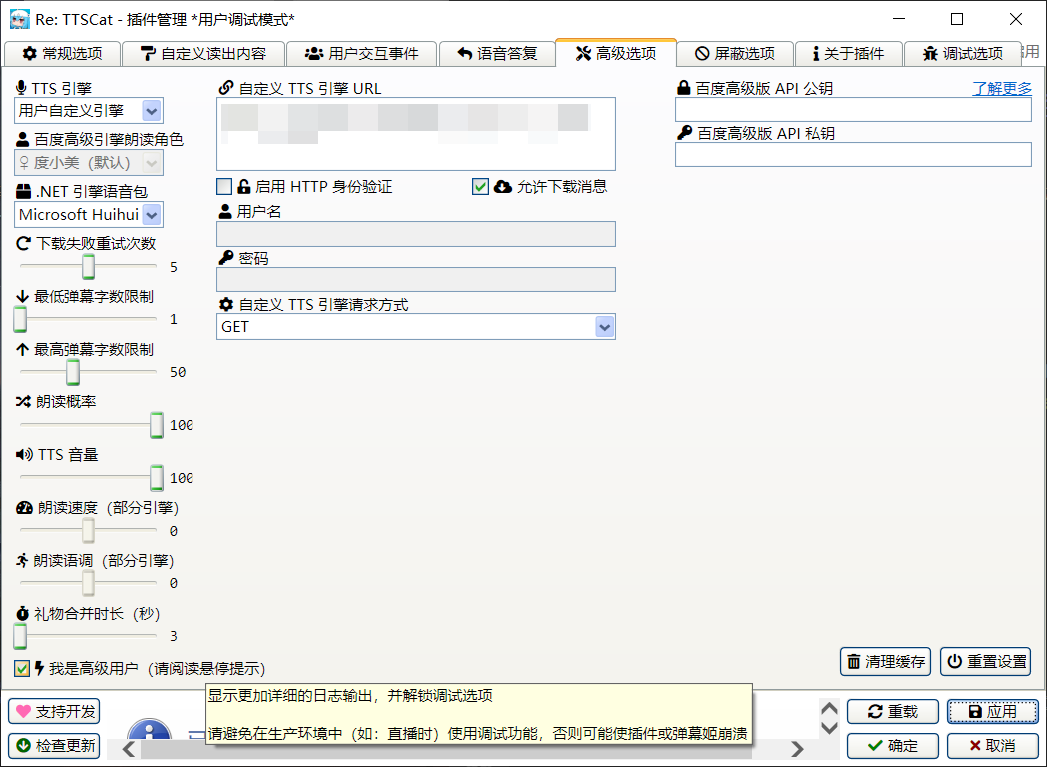 Re: TTSCat - 插件管理 *用户调试模式*
常规选项
自定义读出内容
用户交互事件
语音答复
高级选项
屏蔽选项
关于插件
调试选项
用
TTS 引擎
用户自定义引擎
百度高级引擎朗读角色
♀ 度小美（默认）
.NET 引擎语音包
Microsoft Huihui
下载失败重试次数
5
最低弹幕字数限制
1
最高弹幕字数限制
50
朗读概率
100
TTS 音量
100
朗读速度（部分引擎）
0
朗读语调（部分引擎）
0
礼物合并时长（秒）
3
我是高级用户（请阅读悬停提示）
自定义 TTS 引擎 URL
启用 HTTP 身份验证
允许下载消息
用户名
密码
自定义 TTS 引擎请求方式
GET
百度高级版 API 公钥
了解更多
百度高级版 API 私钥
清理缓存
重置设置
显示更加详细的日志输出，并解锁调试选项
请避免在生产环境中（如：直播时）使用调试功能，否则可能使插件或弹幕姬崩溃
支持开发
检查更新
重载
应用
确定
取消